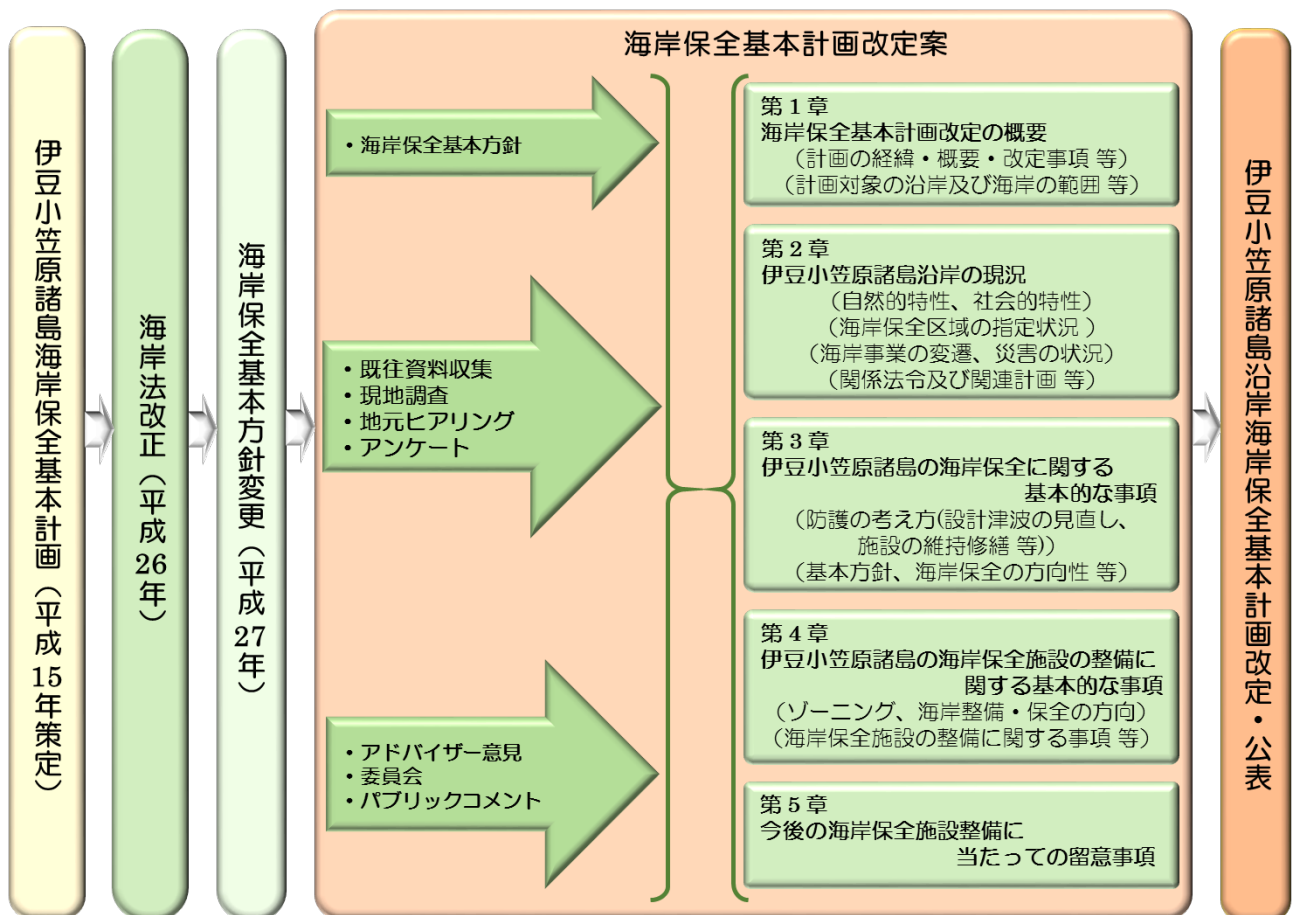 伊豆小笠原諸島海岸保全基本計画（平成15年策定）
海岸法改正（平成26年）
海岸保全基本方針変更（平成27年）
海岸保全基本計画改定案
・海岸保全基本方針
・既往資料収集
・現地調査
・地元ヒアリング
・アンケート
・アドバイザー意見
・委員会
・パブリックコメント
第１章
海岸保全基本計画改定の概要
（計画の経緯・概要・改定事項 等）
（計画対象の沿岸及び海岸の範囲 等）
第２章
伊豆小笠原諸島沿岸の現況
（自然的特性、社会的特性）
（海岸保全区域の指定状況 ）
（海岸事業の変遷、災害の状況）
（関係法令及び関連計画 等）
第３章
伊豆小笠原諸島の海岸保全に関する
基本的な事項
（防護の考え方(設計津波の見直し、
施設の維持修繕 等)）
（基本方針、海岸保全の方向性 等）
第４章
伊豆小笠原諸島の海岸保全施設の整備に
関する基本的な事項
（ゾーニング、海岸整備・保全の方向）
（海岸保全施設の整備に関する事項 等）
第５章
今後の海岸保全施設整備に
当たっての留意事項
伊豆小笠原諸島沿岸海岸保全基本計画改定・公表